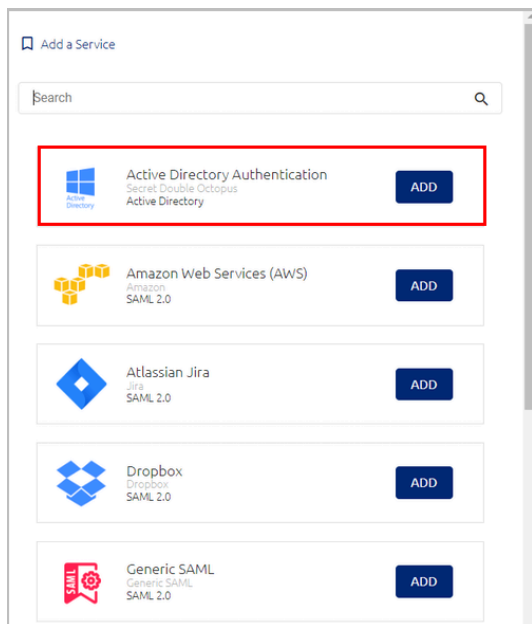 Add a Service
Search
Active Directory Authentication
Secret Double Octopus
Active Directory
Active
Directory
ADD
Amazon Web Services (AWS)
Amazon
SAML 2.0
ADD
Atlassian Jira
Jira
SAML 2.0
ADD
Dropbox
Dropbox
SAML 2.0
ADD
SAML
Generic SAML
Generic SAML
SAML 2.0
ADD